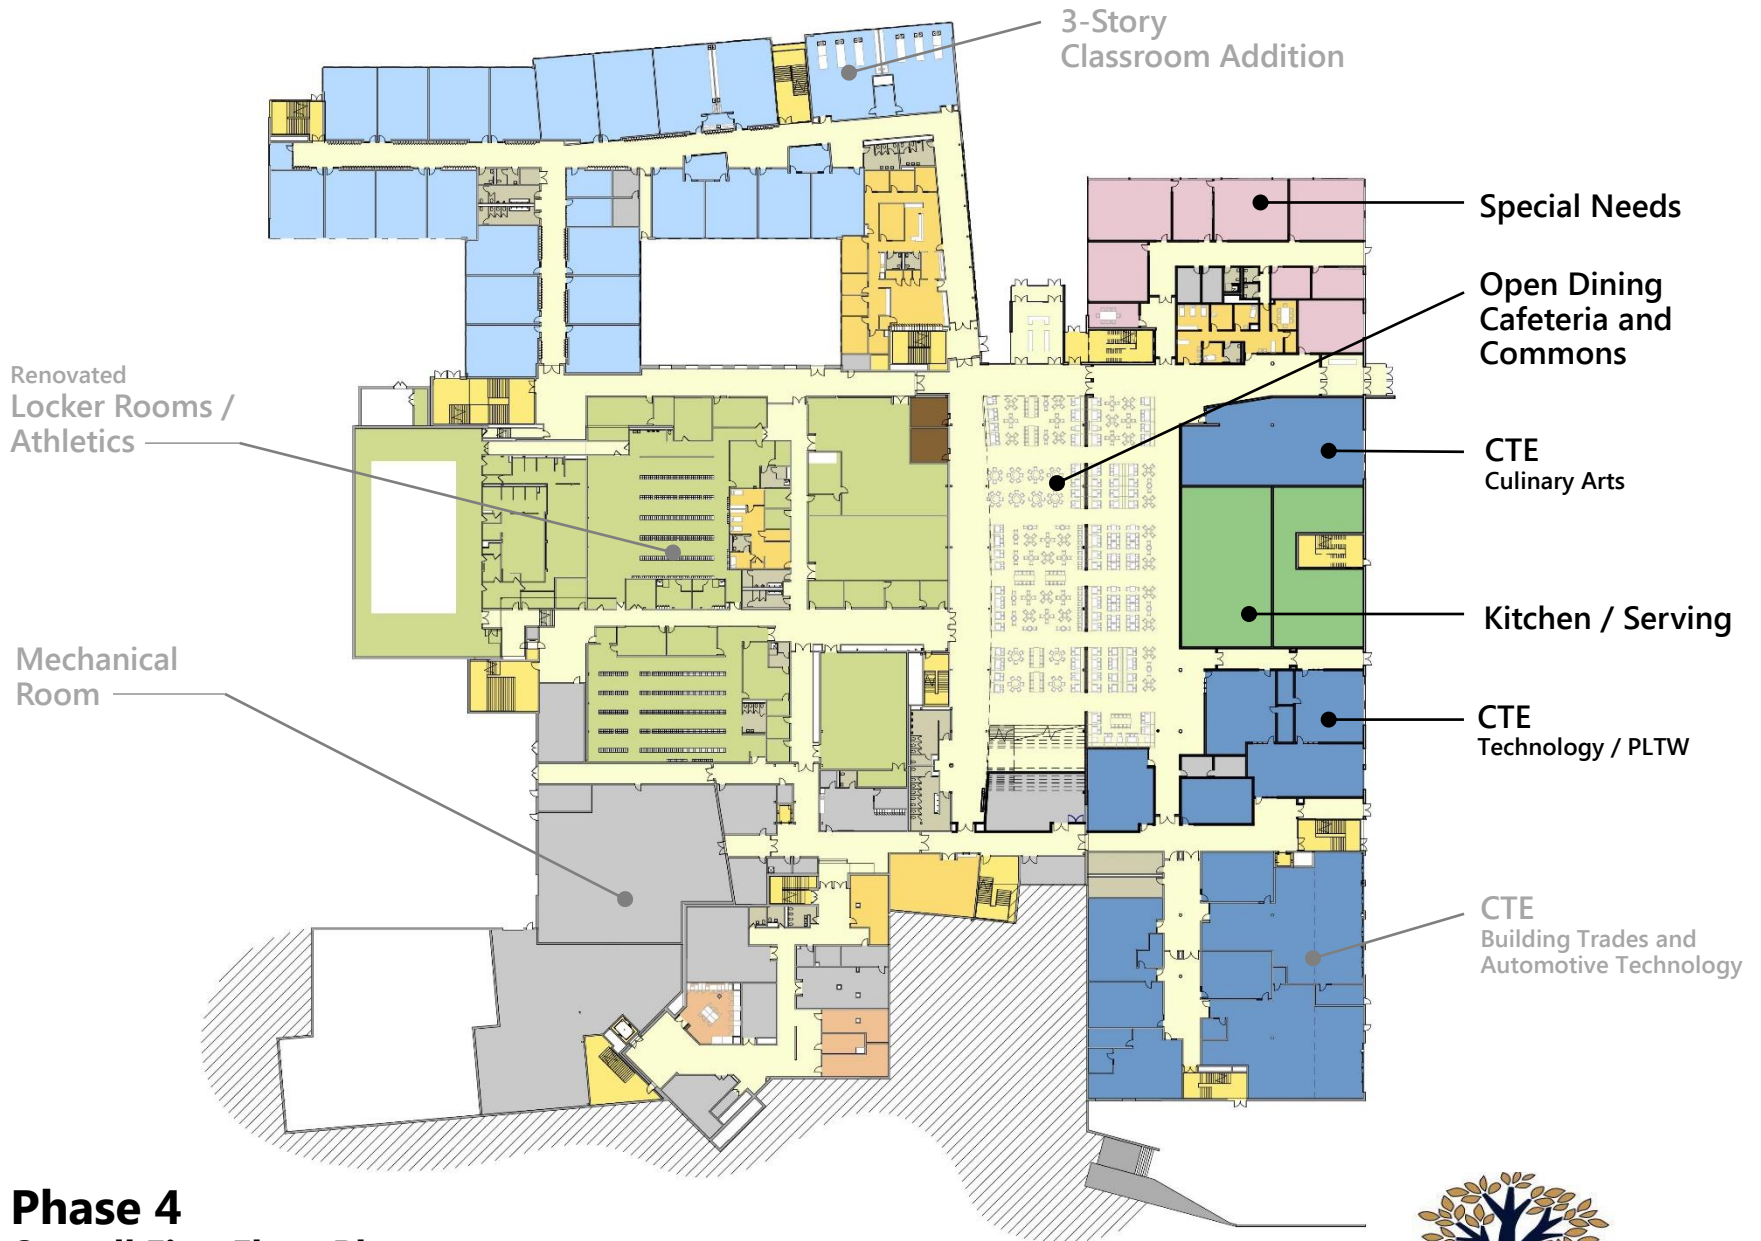 3-Story
Classroom Addition
Special Needs
Open Dining
Cafeteria and
Commons
Renovated
Locker Rooms /
Athletics
CTE
Culinary Arts
Kitchen / Serving
Mechanical
Room
CTE
Technology / PLTW
CTE
Building Trades and
Automotive Technology
Phase 4